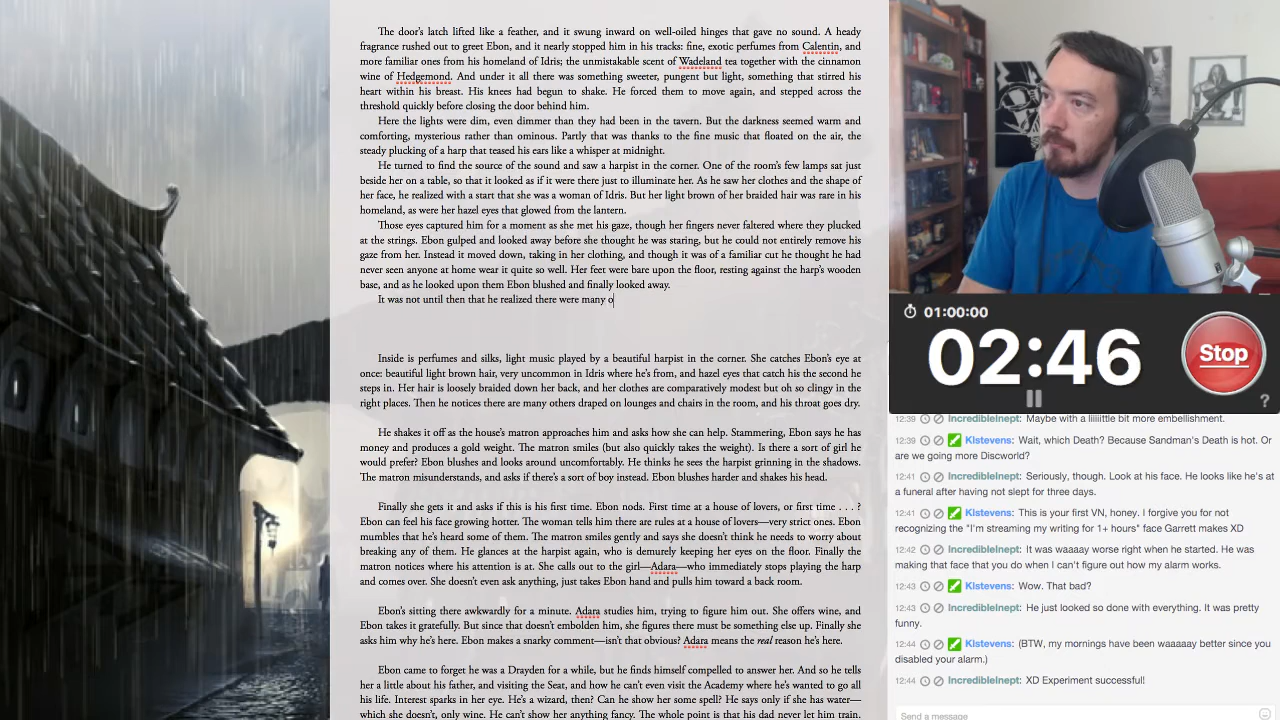 The door's latch lifted like a feather, and it swung inward on well-oiled hinges that gave no sound. A heady
fragrance rushed out to greet Ebon, and it nearly stopped him in his tracks: fine, exotic perfumes from Calentin, and
more familiar ones from his homeland of Idris; the unmistakable scent of Wadeland tea together with the cinnamon
wine of Hedgemond. And under it all there was something sweeter, pungent but light, something that stirred his
heart within his breast. His knees had begun to shake. He forced them to move again, and stepped across the
threshold quickly before closing the door behind him.
Here the lights were dim, even dimmer than they had been in the tavern. But the darkness seemed warm and
comforting, mysterious rather than ominous. Partly that was thanks to the fine music that floated on the air, the
steady plucking of a harp that teased his ears like a whisper at midnight.
He turned to find the source of the sound and saw a harpist in the corner. One of the room's few lamps sat just
beside her on a table, so that it looked as if it were there just to illuminate her. As he saw her clothes and the shape of
her face, he realized with a start that she was a woman of Idris. But her light brown of her braided hair was rare in his
homeland, as were her hazel eyes that glowed from the lantern.
Those eyes captured him for a moment as she met his gaze, though her fingers never faltered where they plucked
at the strings. Ebon gulped and looked away before she thought he was staring, but he could not entirely remove his
gaze from her. Instead it moved down, taking in her clothing, and though it was of a familiar cut he thought he had
never seen anyone at home wear it quite so well. Her feet were bare upon the floor, resting against the harp's wooden
base, and as he looked upon them Ebon blushed and finally looked away.
It was not until then that he realized there were many o
Inside is perfumes and silks, light music played by a beautiful harpist in the corner. She catches Ebon's eye at
once: beautiful light brown hair, very uncommon in Idris where he's from, and hazel eyes that catch his the second he
steps in. Her hair is loosely braided down her back, and her clothes are comparatively modest but oh so clingy in the
right places. Then he notices there are many others draped on lounges and chairs in the room, and his throat goes dry.
He shakes it off as the house's matron approaches him and asks how she can help. Stammering, Ebon says he has
money and produces a gold weight. The matron smiles (but also quickly takes the weight). Is there a sort of girl he
would prefer? Ebon blushes and looks around uncomfortably. He thinks he sees the harpist grinning in the shadows.
The matron misunderstands, and asks if there's a sort of boy instead. Ebon blushes harder and shakes his head.
Finally she gets it and asks if this is his first time. Ebon nods. First time at a house of lovers, or first time . . . ?
Ebon can feel his face growing hotter. The woman tells him there are rules at a house of lovers—very strict ones. Ebon
mumbles that he's heard some of them. The matron smiles gently and says she doesn't think he needs to worry about
breaking any of them. He glances at the harpist again, who is demurely keeping her eyes on the floor. Finally the
matron notices where his attention is at. She calls out to the girl—Adara—who immediately stops playing the harp
and comes over. She doesn't even ask anything, just takes Ebon hand and pulls him toward a back room.
Ebon's sitting there awkwardly for a minute. Adara studies him, trying to figure him out. She offers wine, and
Ebon takes it gratefully. But since that doesn't embolden him, she figures there must be something else up. Finally she
asks him why he's here. Ebon makes a snarky comment—isn't that obvious? Adara means the real reason he's here.
Ebon came to forget he was a Drayden for a while, but he finds himself compelled to answer her. And so he tells
her a little about his father, and visiting the Seat, and how he can't even visit the Academy where he's wanted to go all
his life. Interest sparks in her eye. He's a wizard, then? Can he show her some spell? He says only if she has water—
which she doesn't, only wine. He can't show her anything fancy. The whole point is that his dad never let him train.
01:00:00
02:46
Stop
?
12:39 IncredibleInept: Maybe with a liiiiittle bit more embellishment.
12:39 Klstevens: Wait, which Death? Because Sandman's Death is hot. Or
are we going more Discworld?
12:41 IncredibleInept: Seriously, though. Look at his face. He looks like he's at
a funeral after having not slept for three days.
12:41 Klstevens: This is your first VN, honey. I forgive you for not
recognizing the "I'm streaming my writing for 1+ hours" face Garrett makes XD
12:42 IncredibleInept: It was waaaay worse right when he started. He was
making that face that you do when I can't figure out how my alarm works.
12:43 Klstevens: Wow. That bad?
12:43 IncredibleInept: He just looked so done with everything. It was pretty
funny.
12:44 Klstevens: (BTW, my mornings have been waaaaay better since you
disabled your alarm.)
12:44 IncredibleInept: XD Experiment successful!
Send a message